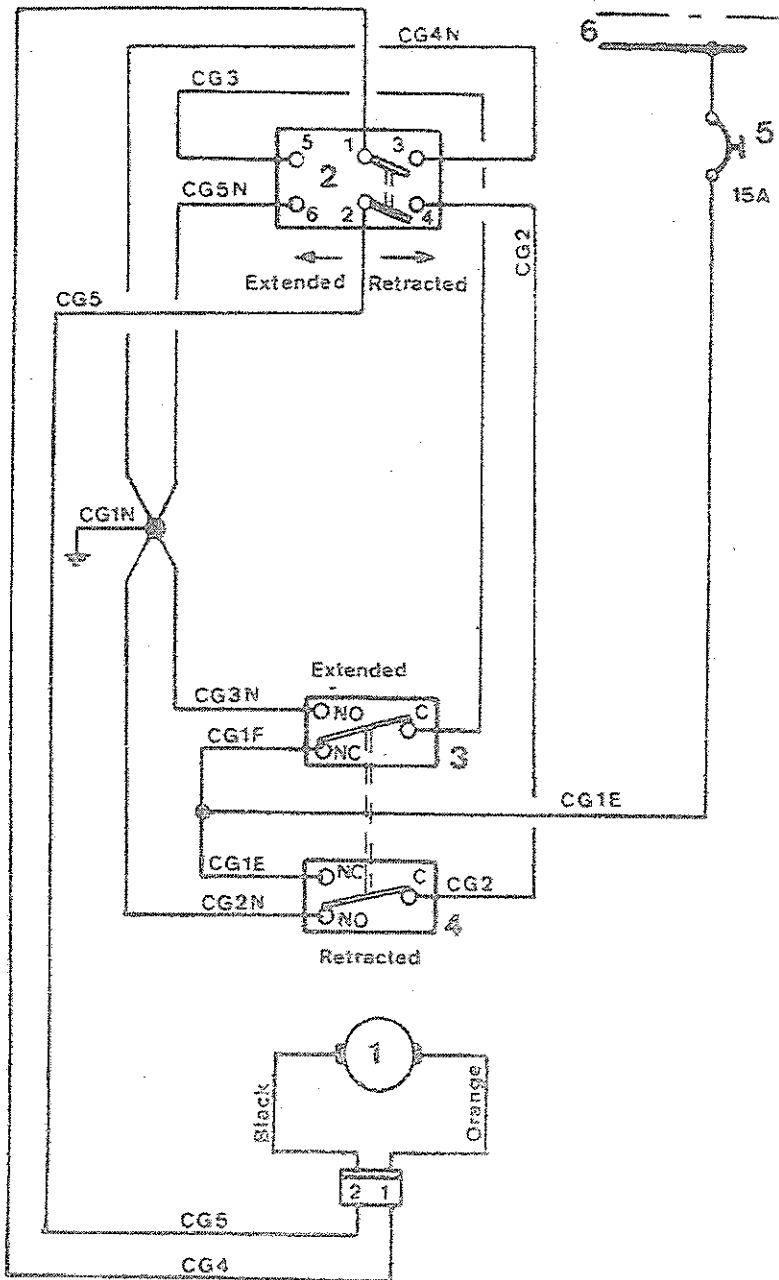 6
CG4N
CG3
5
5 1 3
2
15A
CG5N
6 2 4
CG2
Extended Retracted
CG5
CG1N
Extended
CG3N
NO C
CG1F
NC
3
CG1E
CG1E
NC C
CG2
CG2N
NO
4
Retracted
1
Black
Orange
2 1
CG5
CG4